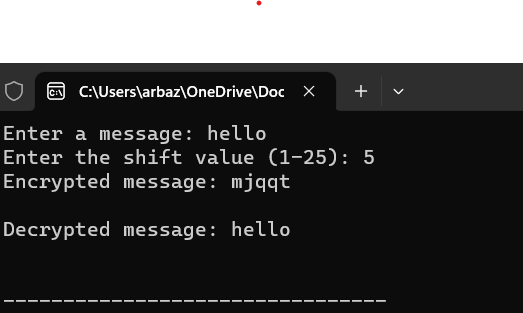 C:\Users\arbaz\OneDrive\Doc
Enter a message: hello
Enter the shift value (1-25): 5
Encrypted message: mjqqt
Decrypted message: hello
--------------------------------